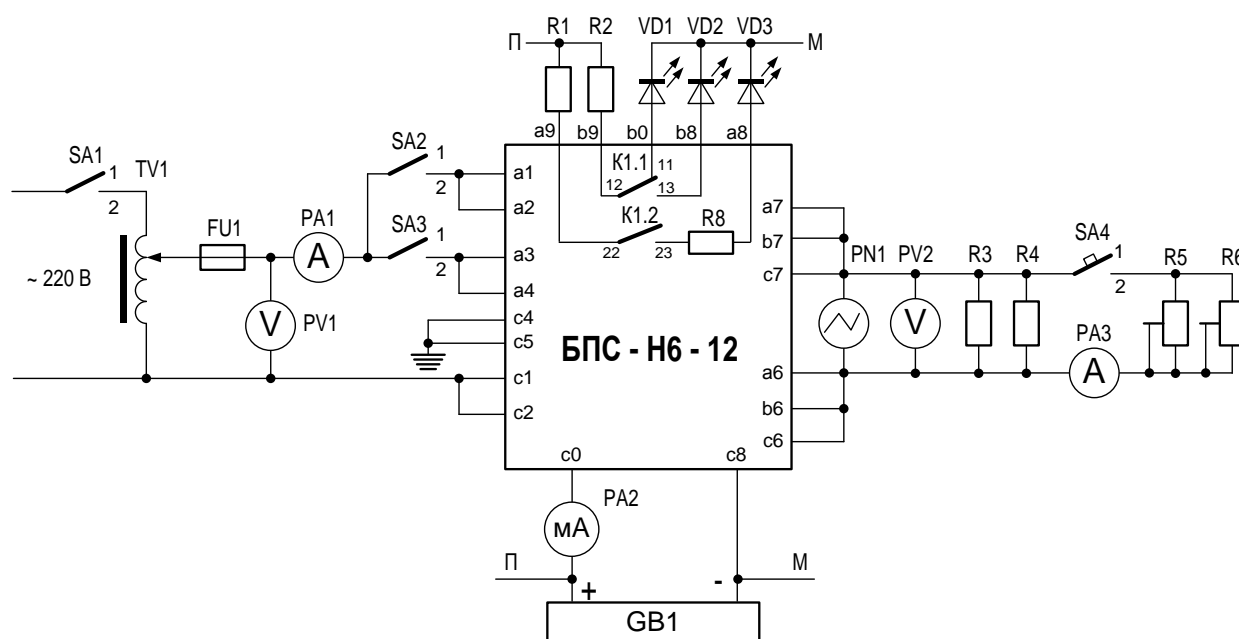 R1 R2 VD1 VD2 VD3
П М
a9 b9 b0 b8 a8
SA1 1 2 TV1
SA2 1 2
К1.1 11 12 13
a1
a2
К1.2 R8
22 23
FU1 PA1 A
SA3 1 2
a3
a4
a7
b7
c7
~ 220 В
V PV1
c4
c5
БПС - Н6 - 12
PN1 PV2 R3 R4 SA4 1 2 R5 R6
V
PA3
A
c1
c2
a6
b6
c6
c0 c8
PA2
мА
П М
+ -
GB1